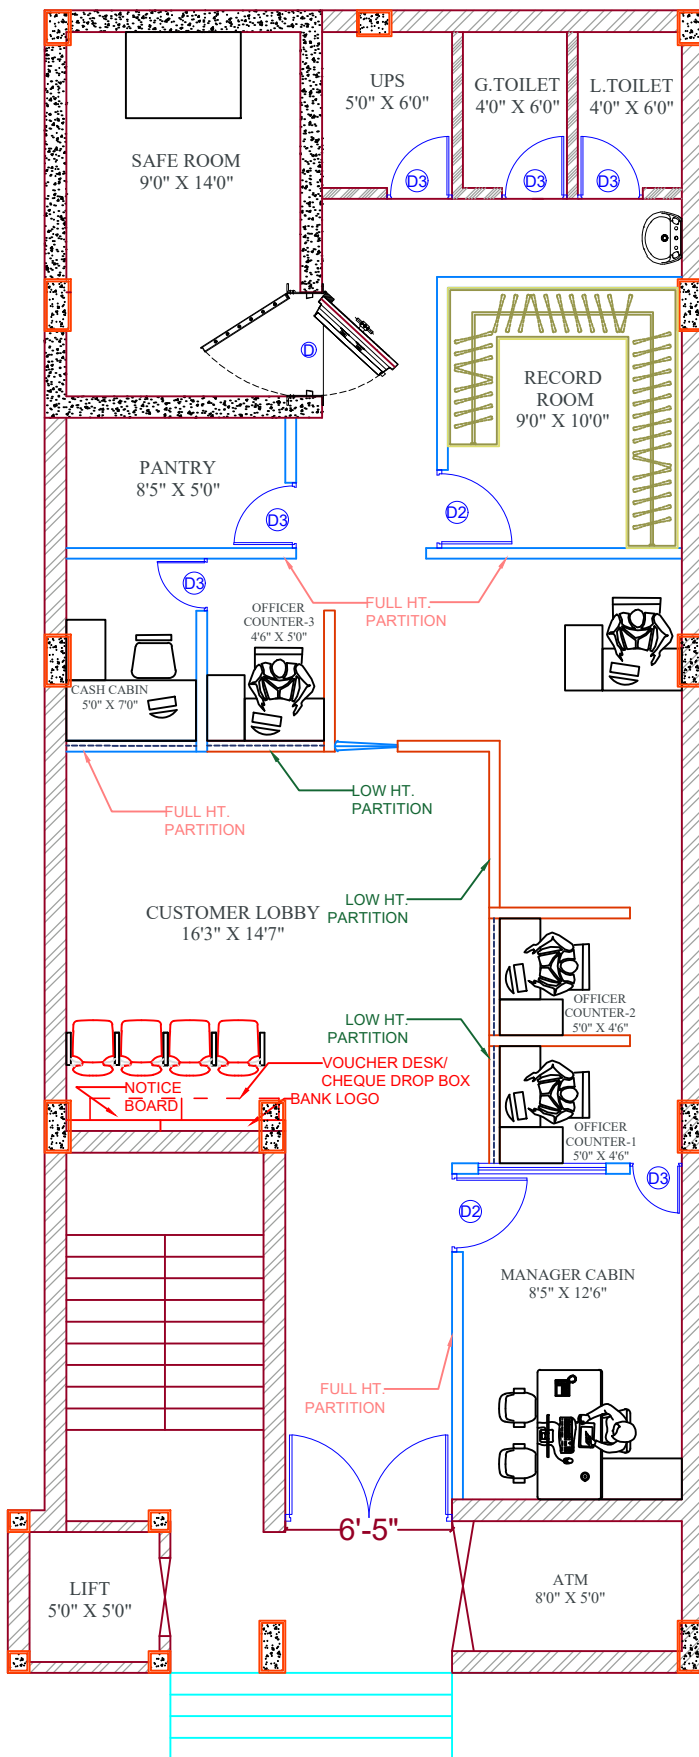 UPS
5'0" X 6'0"
G.TOILET
4'0" X 6'0"
L.TOILET
4'0" X 6'0"
SAFE ROOM
9'0" X 14'0"
D3
D3
D3
D
RECORD
ROOM
9'0" X 10'0"
PANTRY
8'5" X 5'0"
D3
D2
D3
FULL HT.
PARTITION
OFFICER
COUNTER-3
4'6" X 5'0"
CASH CABIN
5'0" X 7'0"
FULL HT.
PARTITION
LOW HT.
PARTITION
LOW HT.
PARTITION
CUSTOMER LOBBY
16'3" X 14'7"
OFFICER
COUNTER-2
5'0" X 4'6"
LOW HT.
PARTITION
VOUCHER DESK/
CHEQUE DROP BOX
NOTICE
BOARD
BANK LOGO
OFFICER
COUNTER-1
5'0" X 4'6"
D3
D2
MANAGER CABIN
8'5" X 12'6"
FULL HT.
PARTITION
6'-5"
LIFT
5'0" X 5'0"
ATM
8'0" X 5'0"